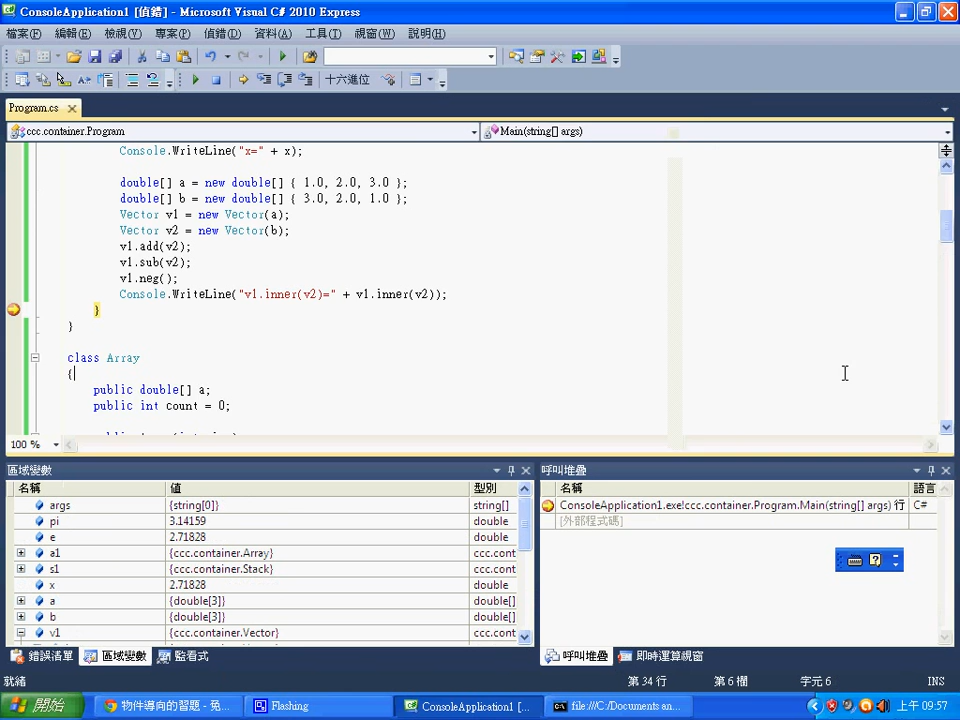 ConsoleApplication1 [偵錯] - Microsoft Visual C# 2010 Express
檔案(F) 編輯(E) 檢視(V) 專案(P) 偵錯(D) 資料(A) 工具(T) 視窗(W) 說明(H)
十六進位
Program.cs
ccc.container.Program Main(string[] args)
Console.WriteLine("x=" + x);
double[] a = new double[] { 1.0, 2.0, 3.0 };
double[] b = new double[] { 3.0, 2.0, 1.0 };
Vector v1 = new Vector(a);
Vector v2 = new Vector(b);
v1.add(v2);
v1.sub(v2);
v1.neg();
Console.WriteLine("v1.inner(v2)=" + v1.inner(v2));
}
}
class Array
{
public double[] a;
public int count = 0;
100 %
區域變數
名稱 值 型別
args {string[0]} string[]
pi 3.14159 double
e 2.71828 double
a1 {ccc.container.Array} ccc.cont
s1 {ccc.container.Stack} ccc.cont
x 2.71828 double
a {double[3]} double[]
b {double[3]} double[]
v1 {ccc.container.Vector} ccc.cont
錯誤清單 區域變數 監看式
呼叫堆疊
名稱 語言
ConsoleApplication1.exe!ccc.container.Program.Main(string[] args) 行 C#
[外部程式碼]
呼叫堆疊 即時運算視窗
就緒 第 34 行 第 6 欄 字元 6 INS
開始 物件導向的習題 - 免... Flashing ConsoleApplication1 [... file:///C:/Documents an... 上午 09:57